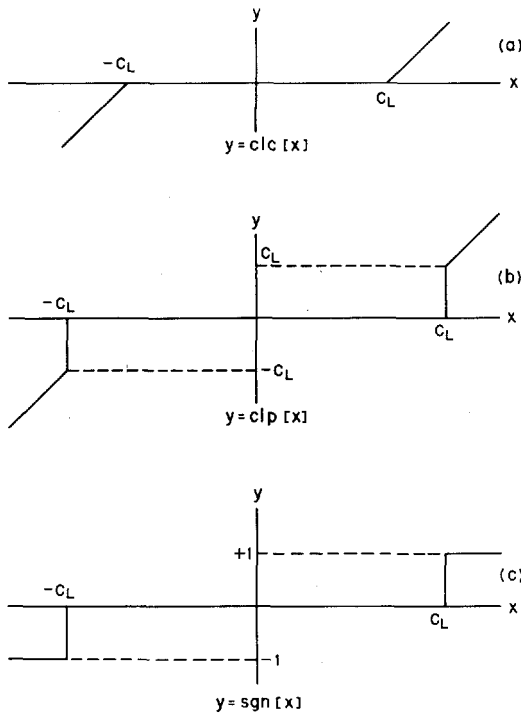 y
(a)
-CL
x
CL
y=clc [x]
y
CL
(b)
-CL
x
CL
-CL
y=clp [x]
y
+1
(c)
-CL
x
CL
-1
y=sgn [x]